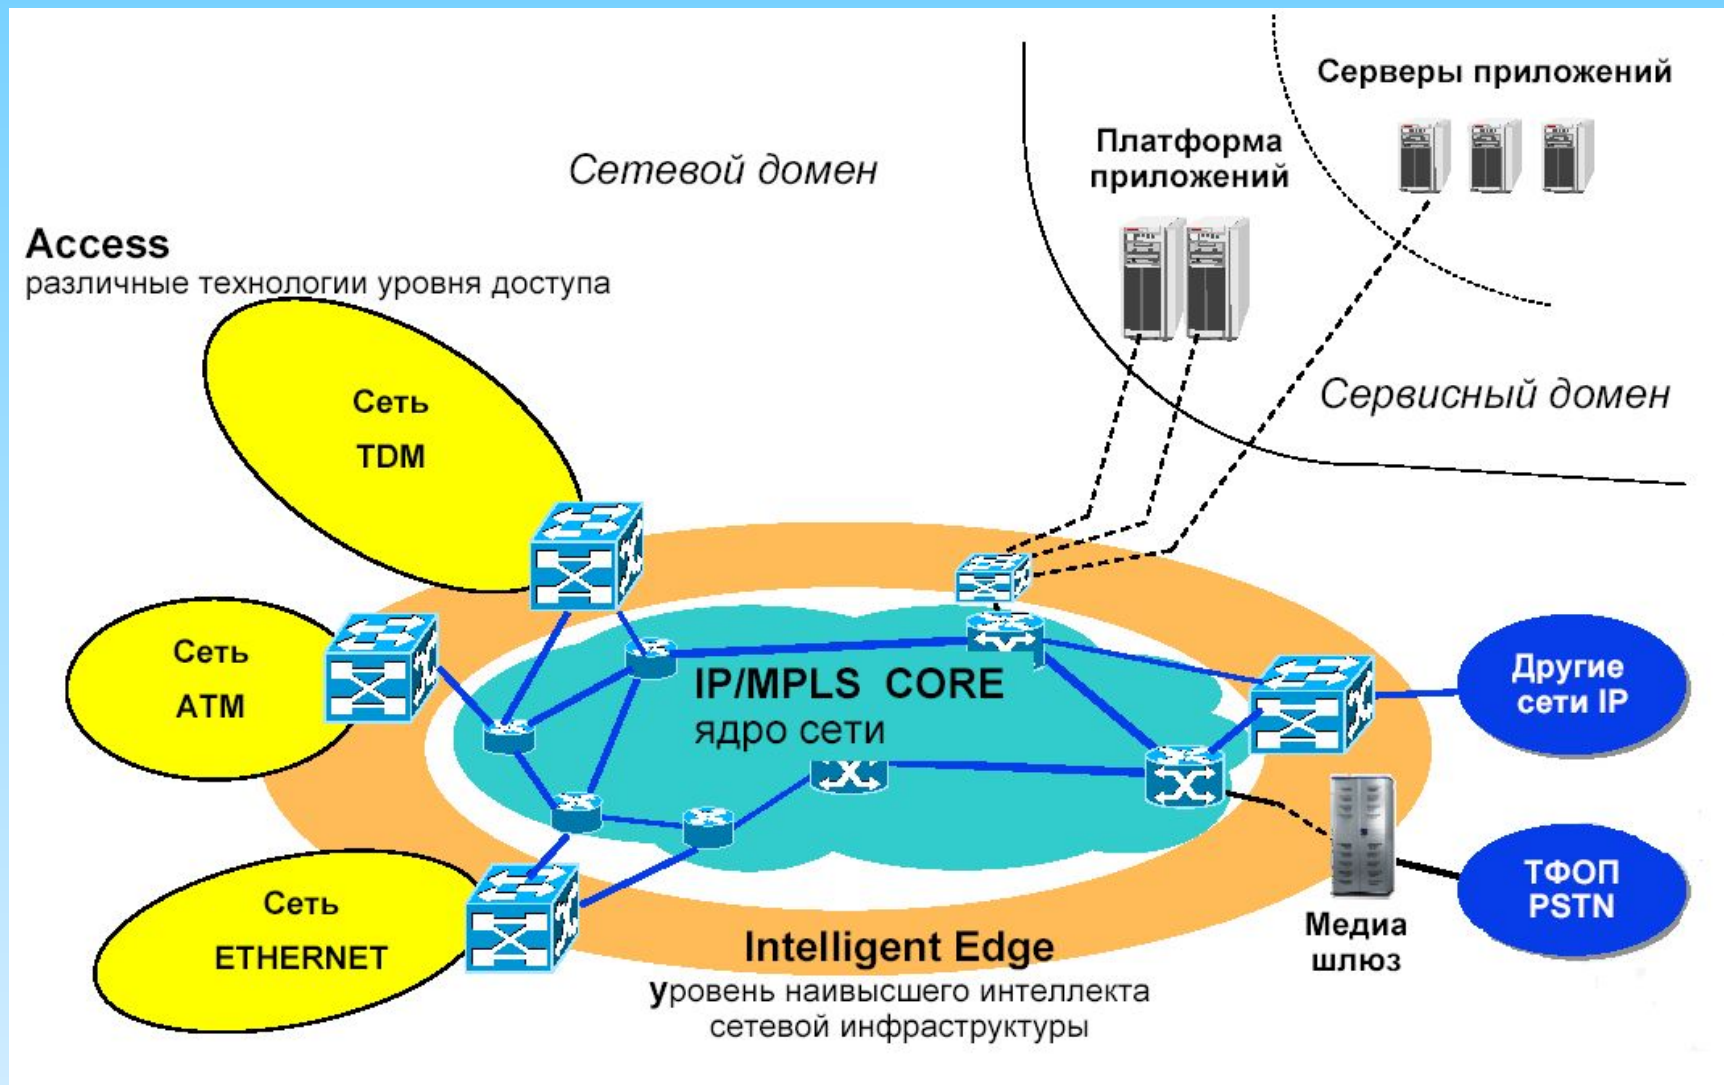 Серверы приложений
Платформа
приложений
Сетевой домен
Access
различные технологии уровня доступа
Сервисный домен
Сеть
TDM
Сеть
ATM
IP/MPLS CORE
ядро сети
Другие
сети IP
Сеть
ETHERNET
ТФОП
PSTN
Медиа
шлюз
Intelligent Edge
уровень наивысшего интеллекта
сетевой инфраструктуры